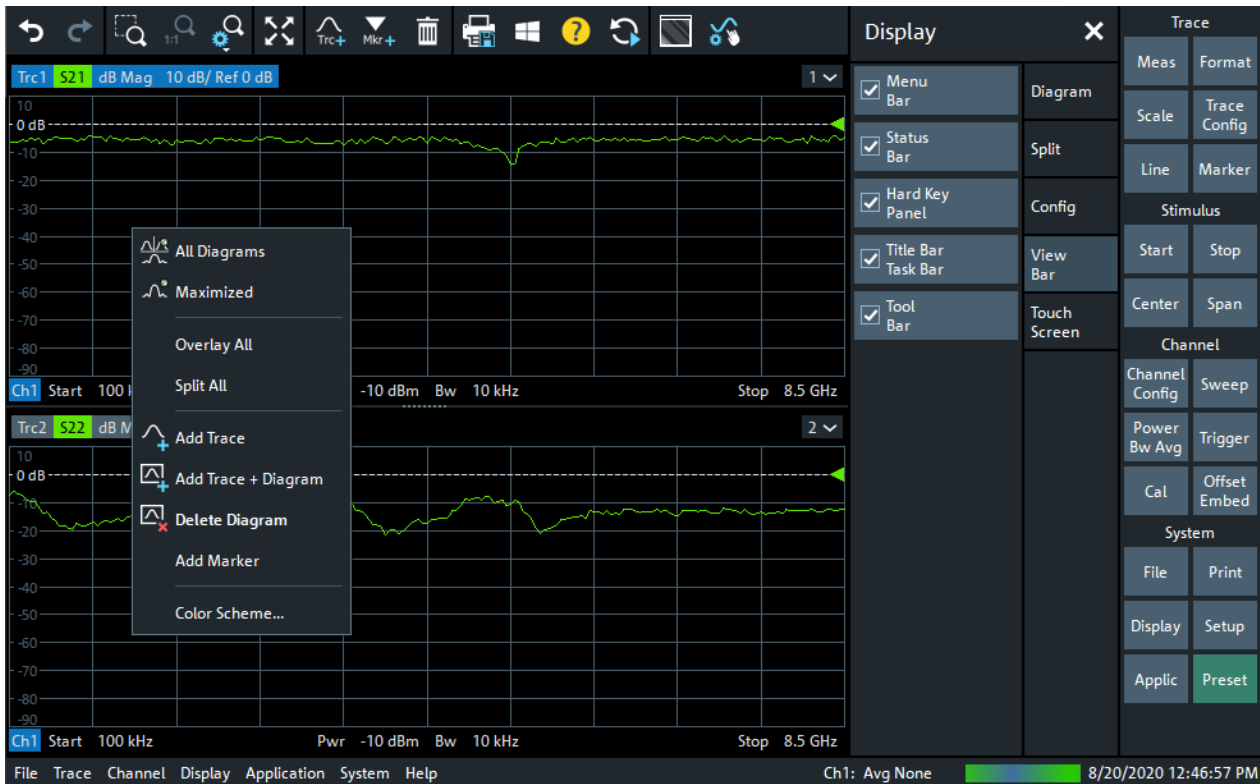 1:1
Trc+
Mkr+
?
Trc1 S21 dB Mag 10 dB/ Ref 0 dB
1
10
0 dB
-10
-20
-30
-40
-50
-60
-70
-80
-90
Ch1 Start 100 k
-10 dBm Bw 10 kHz
Stop 8.5 GHz
All Diagrams
Maximized
Overlay All
Split All
Add Trace
Add Trace + Diagram
Delete Diagram
Add Marker
Color Scheme...
Trc2 S22 dB M
2
10
0 dB
-10
-20
-30
-40
-50
-60
-70
-80
-90
Ch1 Start 100 kHz
Pwr -10 dBm Bw 10 kHz
Stop 8.5 GHz
Display
Menu
Bar
Status
Bar
Hard Key
Panel
Title Bar
Task Bar
Tool
Bar
Diagram
Split
Config
View
Bar
Touch
Screen
Trace
Meas Format
Scale
Trace
Config
Line Marker
Stimulus
Start Stop
Center Span
Channel
Channel
Config
Sweep
Power
Bw Avg
Trigger
Cal
Offset
Embed
System
File Print
Display Setup
Applic Preset
File Trace Channel Display Application System Help
Ch1: Avg None
8/20/2020 12:46:57 PM